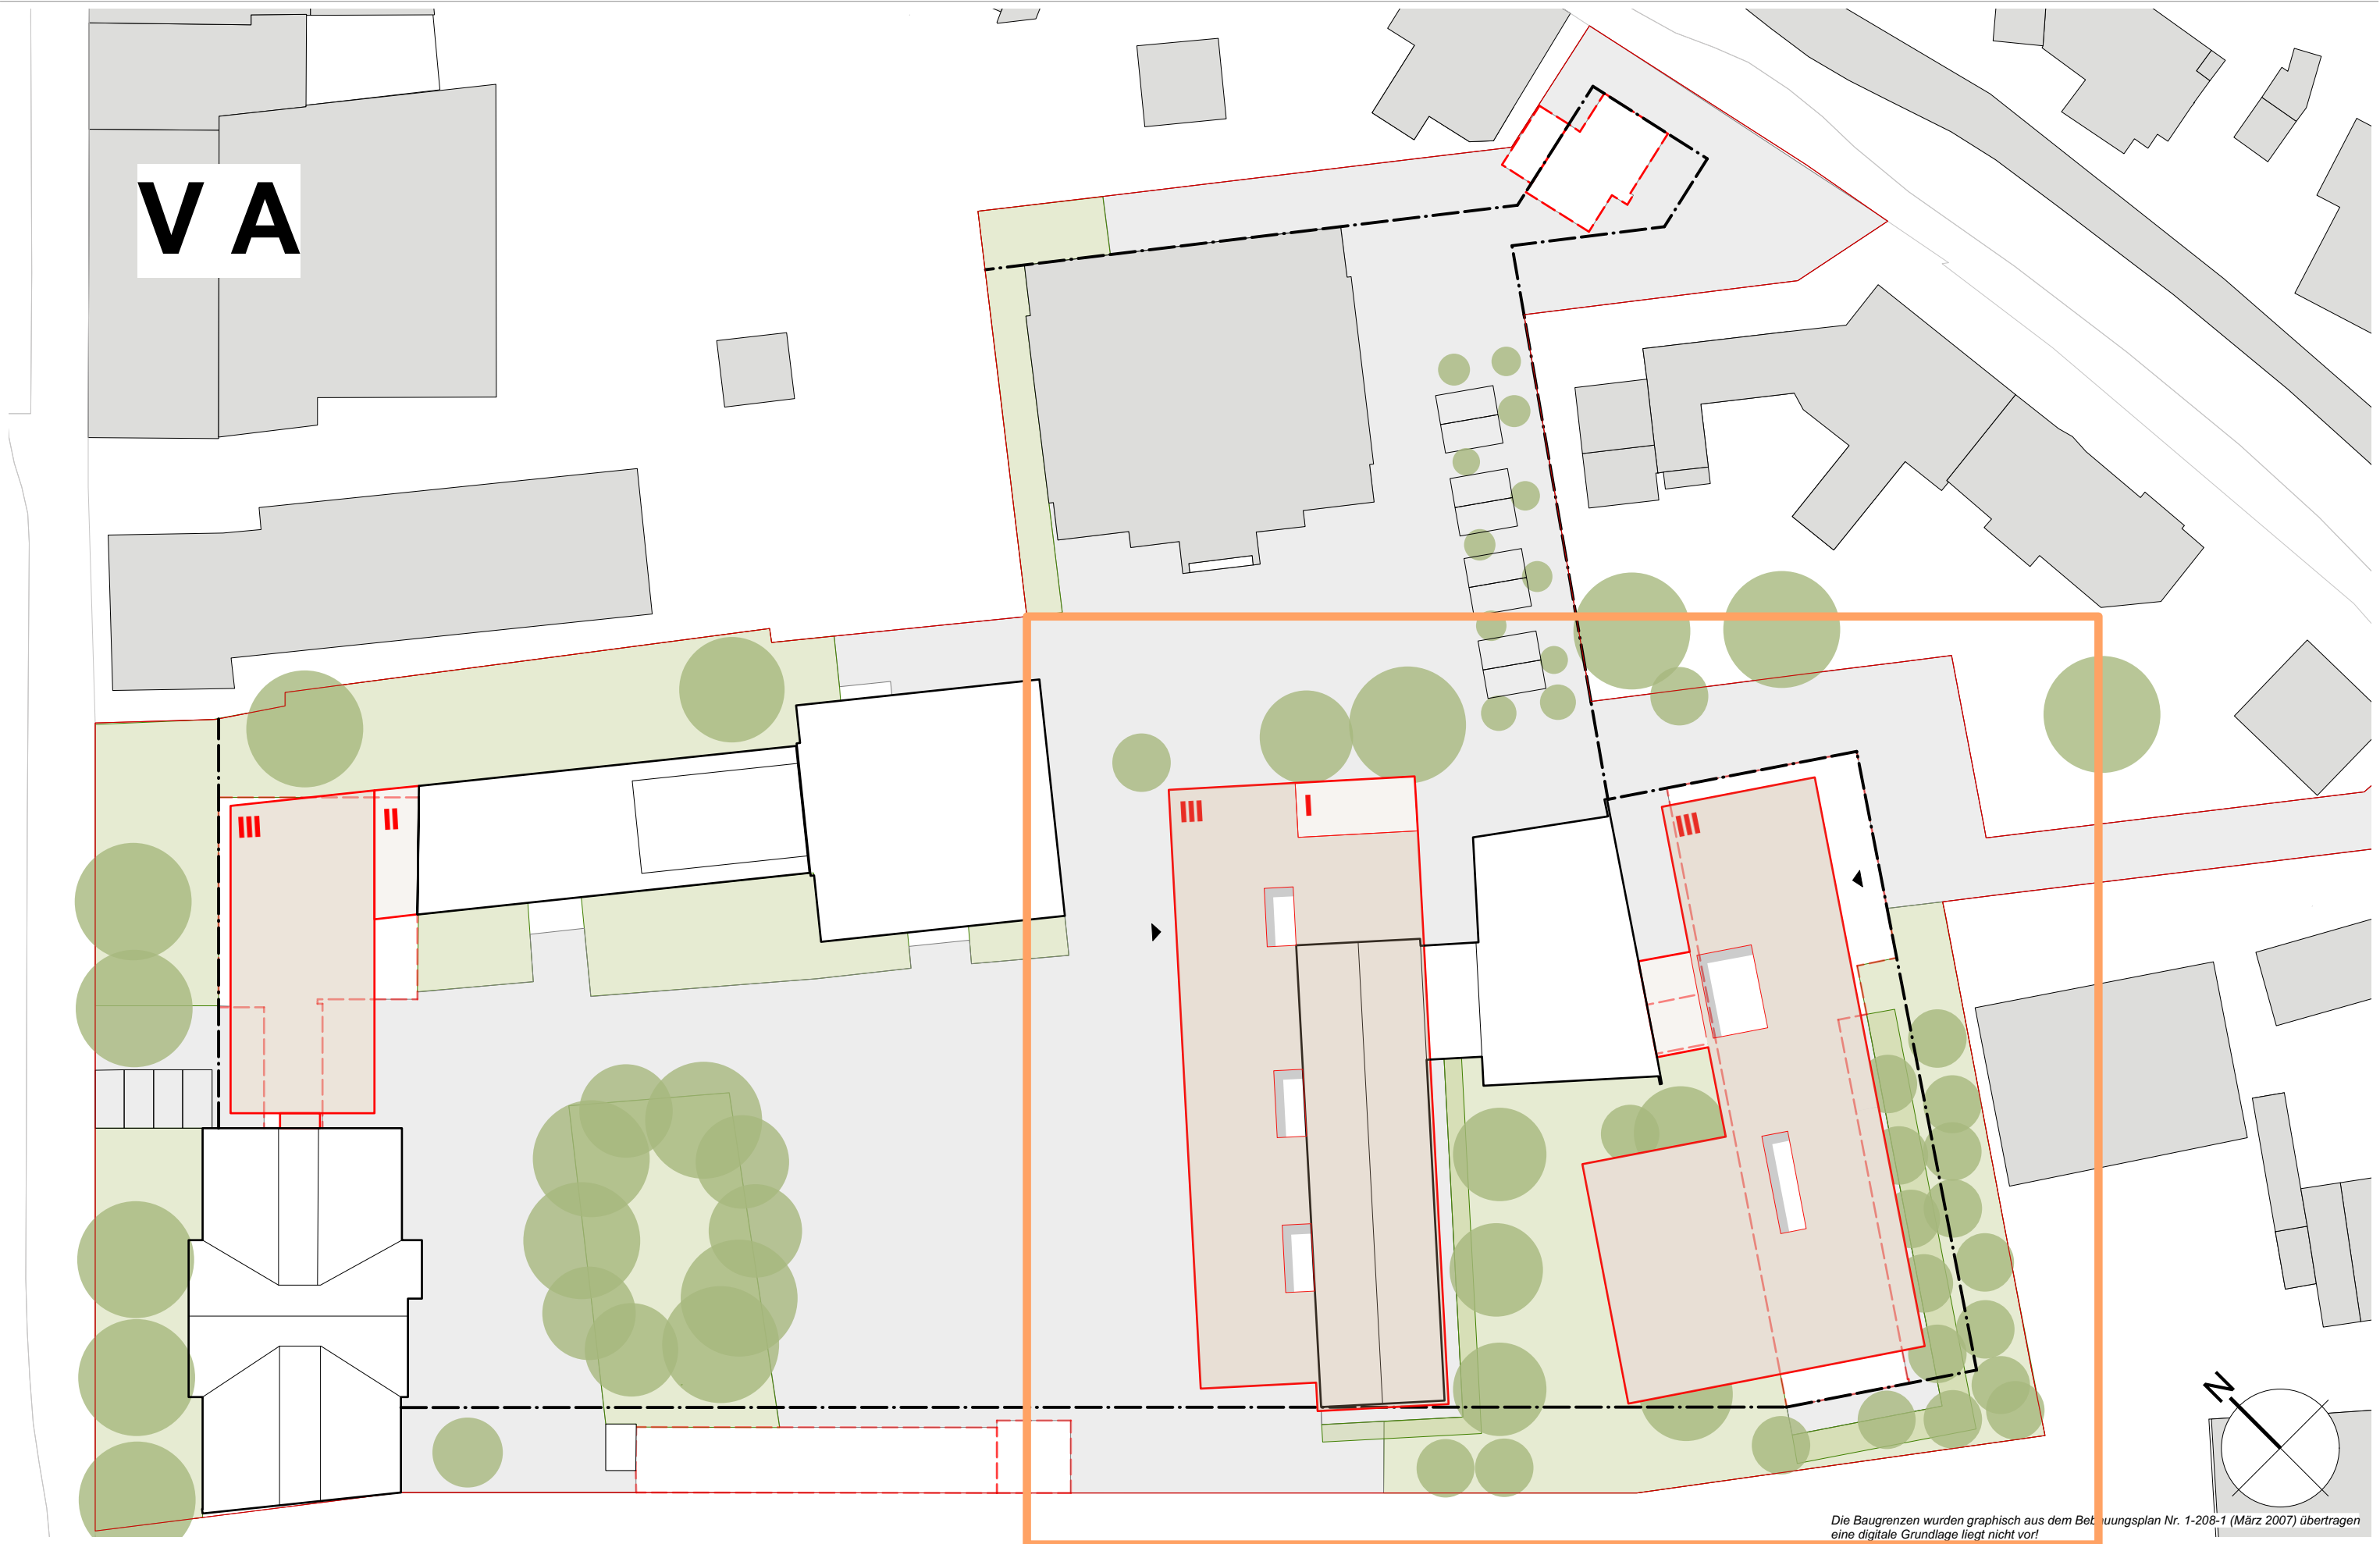 V A
III
II
III
I
III
N
Die Baugrenzen wurden graphisch aus dem Bebauungsplan Nr. 1-208-1 (März 2007) übertragen
eine digitale Grundlage liegt nicht vor!